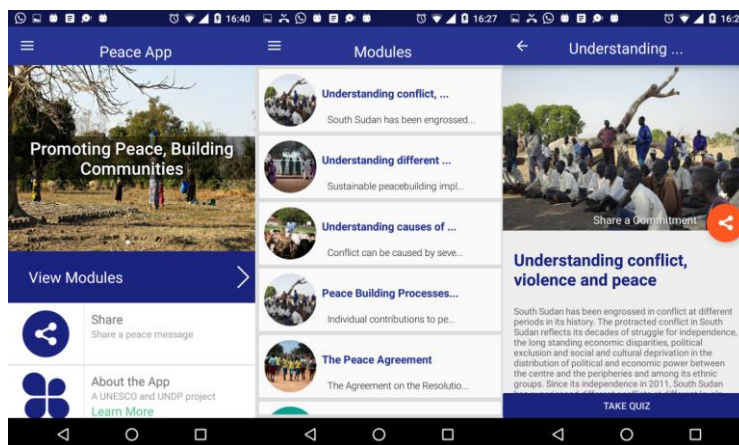 16:40
Peace App
Promoting Peace, Building
Communities
View Modules
Share
Share a peace message
About the App
A UNESCO and UNDP project
Learn More
16:27
Modules
Understanding conflict, ...
South Sudan has been engrossed...
Understanding different ...
Sustainable peacebuilding impl...
Understanding causes of ...
Conflict can be caused by seve...
Peace Building Processes...
Individual contributions to pe...
The Peace Agreement
The Agreement on the Resolutio...
16:2
Understanding ...
Share a Commitment
Understanding conflict,
violence and peace
South Sudan has been engrossed in conflict at different
periods in its history. The protracted conflict in South
Sudan reflects its decades of struggle for independence,
the long standing economic disparities, political
exclusion and social and cultural deprivation in the
distribution of political and economic power between
the centre and the peripheries and among its ethnic
groups. Since its independence in 2011, South Sudan
TAKE QUIZ